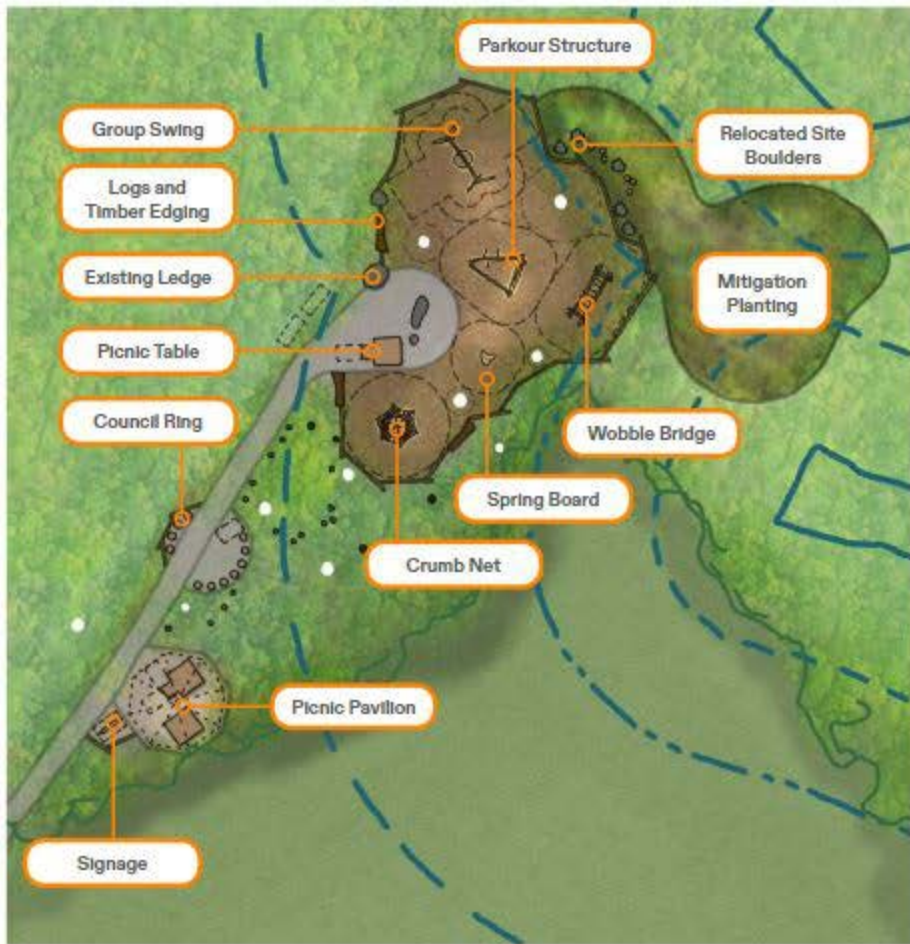 Parkour Structure
Group Swing
Relocated Site
Boulders
Logs and
Timber Edging
Existing Ledge
Mitigation
Planting
Picnic Table
Council Ring
Wobble Bridge
Spring Board
Crumb Net
Picnic Pavilion
Signage